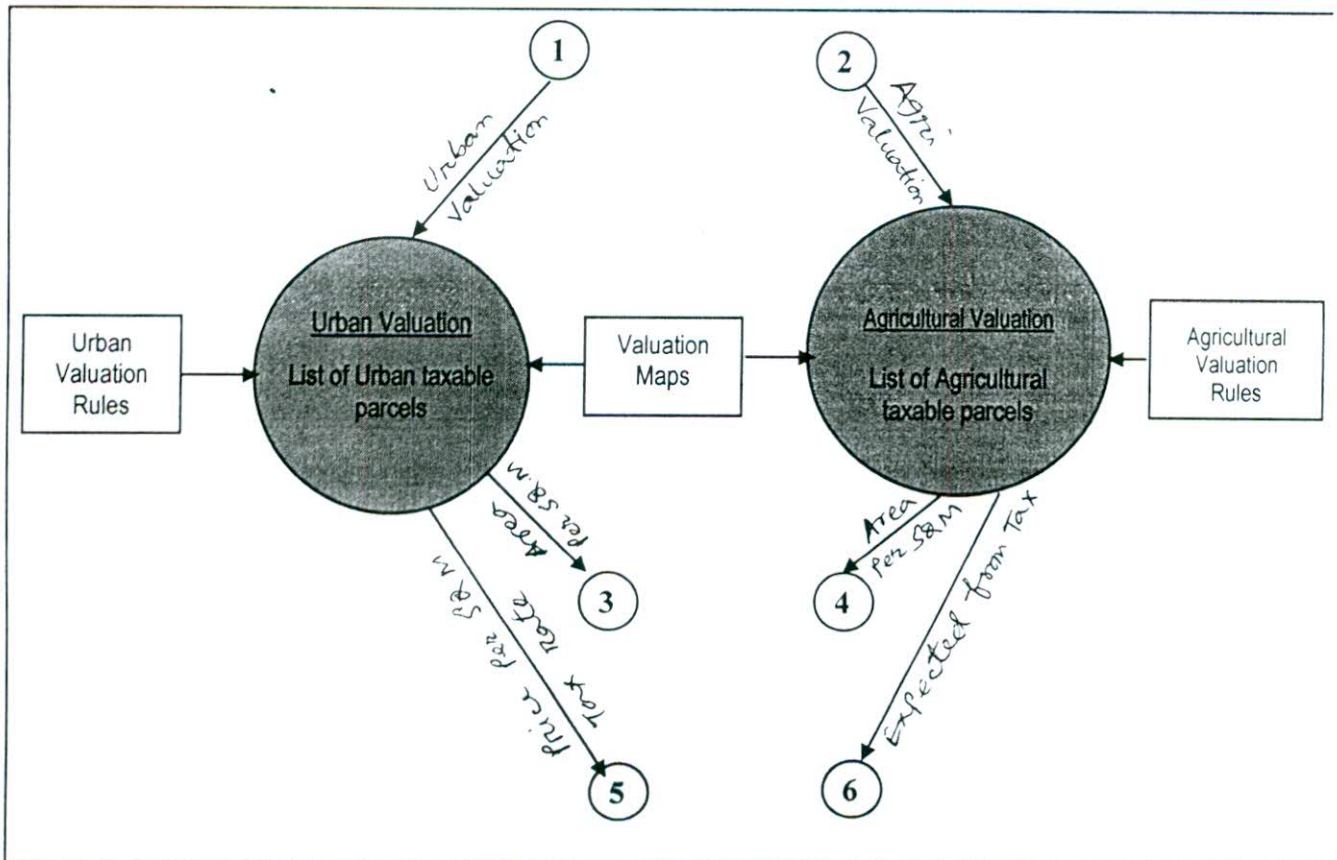 1
2
Urban
Valuation
Aggri
Valuation
Urban
Valuation
Rules
Urban Valuation
List of Urban taxable
parcels
Valuation
Maps
Agricultural Valuation
List of Agricultural
taxable parcels
Agricultural
Valuation
Rules
Area
Per SQ.M
3
Area
Per SQM
4
Price Per SQ M
Tax Rate
5
Expected from Tax
6